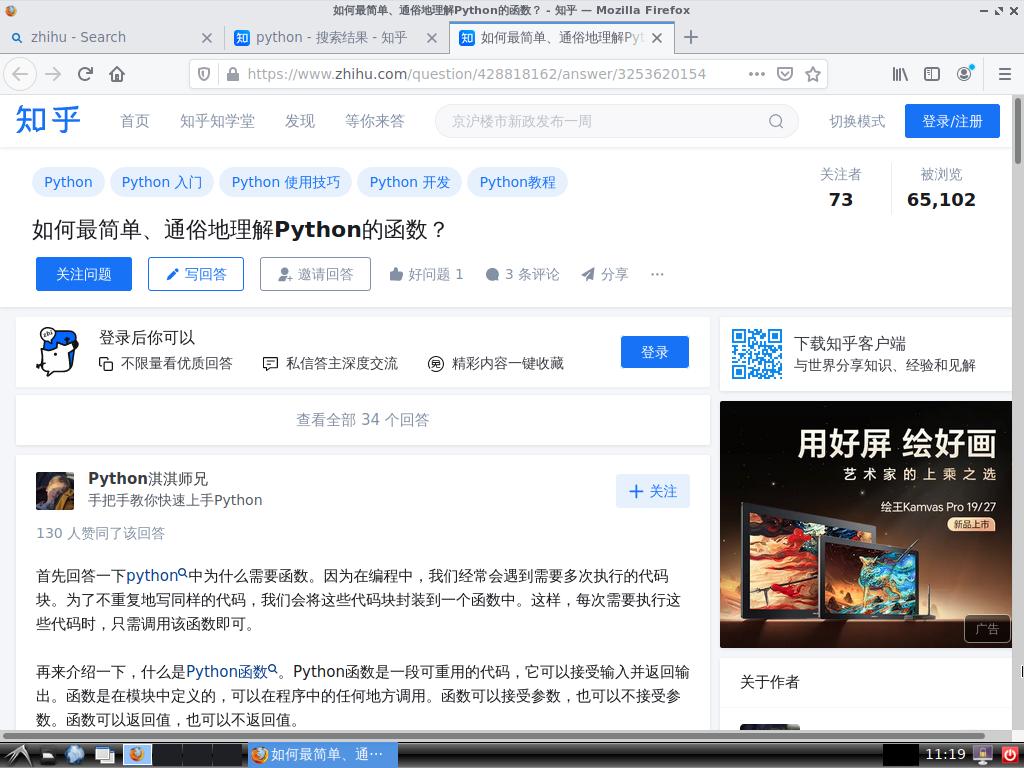 如何最简单、通俗地理解Python的函数？ - 知乎 — Mozilla Firefox
zhihu - Search
python - 搜索结果 - 知乎
如何最简单、通俗地理解Pyt
https://www.zhihu.com/question/428818162/answer/3253620154
知乎
首页
知乎知学堂
发现
等你来答
京沪楼市新政发布一周
切换模式
登录/注册
Python
Python 入门
Python 使用技巧
Python 开发
Python教程
关注者
73
被浏览
65,102
如何最简单、通俗地理解Python的函数？
关注问题
写回答
邀请回答
好问题 1
3 条评论
分享
登录后你可以
不限量看优质回答
私信答主深度交流
精彩内容一键收藏
登录
下载知乎客户端
与世界分享知识、经验和见解
查看全部 34 个回答
用好屏 绘好画
艺术家的上乘之选
绘王Kamvas Pro 19/27
新品上市
广告
Python淇淇师兄
手把手教你快速上手Python
关注
130 人赞同了该回答
首先回答一下python中为什么需要函数。因为在编程中，我们经常会遇到需要多次执行的代码
块。为了不重复地写同样的代码，我们会将这些代码块封装到一个函数中。这样，每次需要执行这
些代码时，只需调用该函数即可。
再来介绍一下，什么是Python函数。Python函数是一段可重用的代码，它可以接受输入并返回输
出。函数是在模块中定义的，可以在程序中的任何地方调用。函数可以接受参数，也可以不接受参
数。函数可以返回值，也可以不返回值。
关于作者
如何最简单、通…
11:19